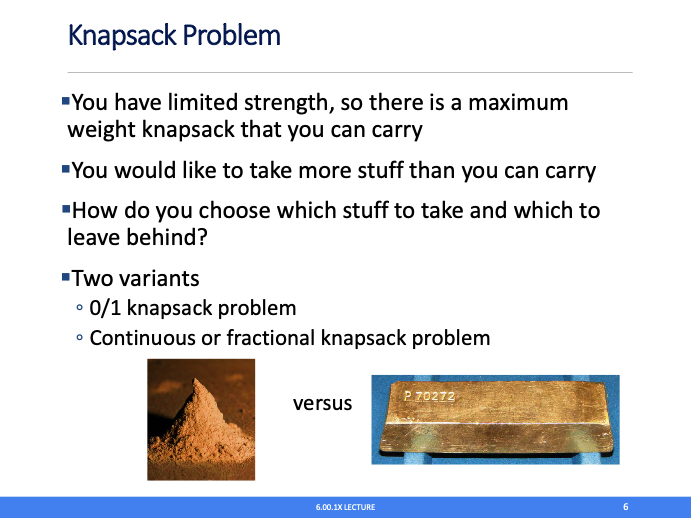 Knapsack Problem
▪You have limited strength, so there is a maximum
weight knapsack that you can carry
▪You would like to take more stuff than you can carry
▪How do you choose which stuff to take and which to
leave behind?
▪Two variants
◦ 0/1 knapsack problem
◦ Continuous or fractional knapsack problem
versus
P 70272
6.00.1X LECTURE
6